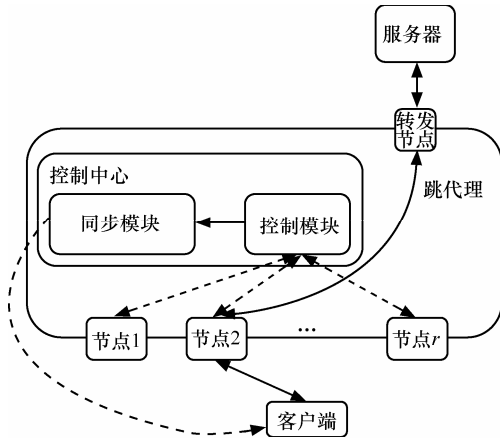 服务器
转发
节点
控制中心
跳代理
同步模块
控制模块
节点1
节点2
...
节点r
客户端